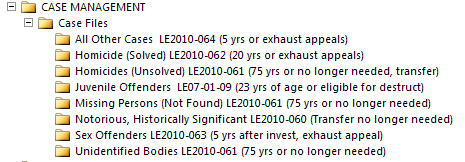 CASE MANAGEMENT
Case Files
All Other Cases LE2010-064 (5 yrs or exhaust appeals)
Homicide (Solved) LE2010-062 (20 yrs or exhaust appeals)
Homicides (Unsolved) LE2010-061 (75 yrs or no longer needed, transfer)
Juvenile Offenders LE07-01-09 (23 yrs of age or eligible for destruct)
Missing Persons (Not Found) LE2010-061 (75 yrs or no longer needed)
Notorious, Historically Significant LE2010-060 (Transfer no longer needed)
Sex Offenders LE2010-063 (5 yrs after invest, exhaust appeal)
Unidentified Bodies LE2010-061 (75 yrs or no longer needed)